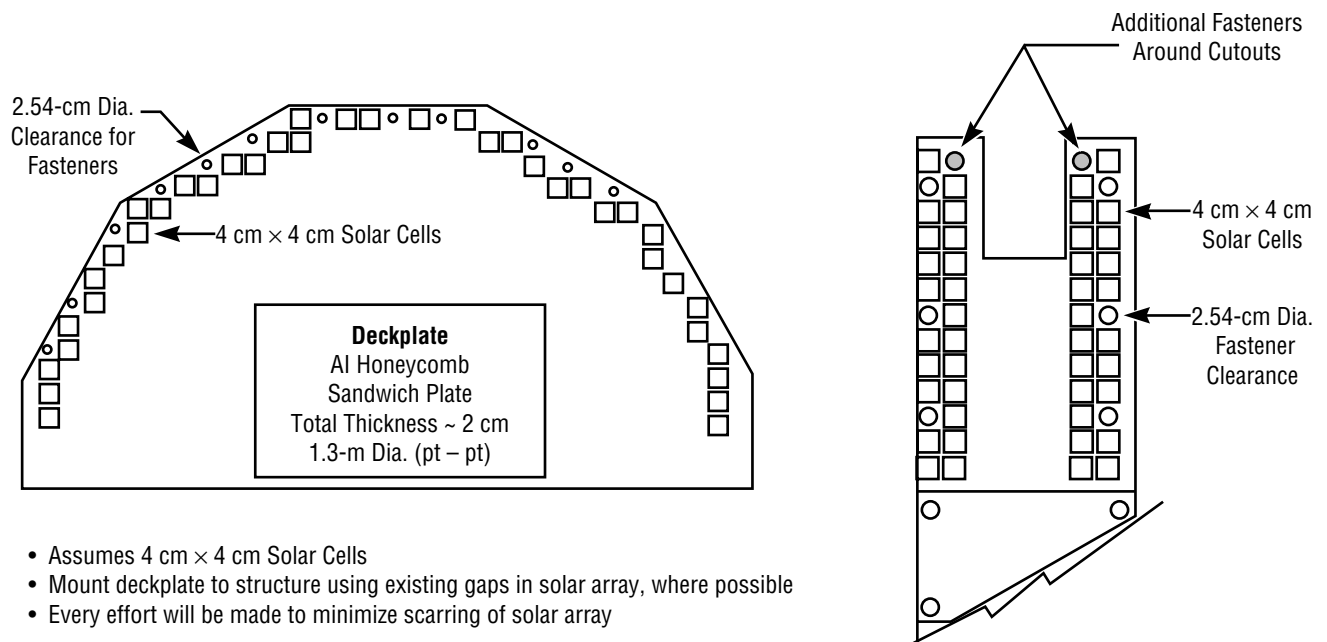 Additional Fasteners
Around Cutouts
2.54-cm Dia.
Clearance for
Fasteners
4 cm × 4 cm Solar Cells
4 cm × 4 cm
Solar Cells
Deckplate
Al Honeycomb
Sandwich Plate
Total Thickness ~ 2 cm
1.3-m Dia. (pt – pt)
2.54-cm Dia.
Fastener
Clearance
• Assumes 4 cm × 4 cm Solar Cells
• Mount deckplate to structure using existing gaps in solar array, where possible
• Every effort will be made to minimize scarring of solar array